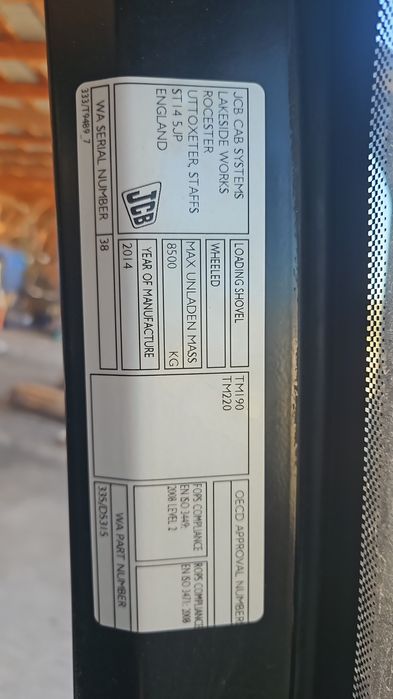 JCB CAB SYSTEMS
LAKESIDE WORKS
ROCESTER
UTTOXETER, STAFFS
ST14 5JP
ENGLAND
JCB
WA SERIAL NUMBER
38
333/T9489_7
LOADING SHOVEL
WHEELED
MAX UNLADEN MASS
8500 KG
YEAR OF MANUFACTURE
2014
TM190
TM220
OECD APPROVAL NUMBER
FOPS COMPLIANCE
EN ISO 3449:
2008 LEVEL 2
ROPS COMPLIANCE
EN ISO 3471: 2008
WA PART NUMBER
335/D5315